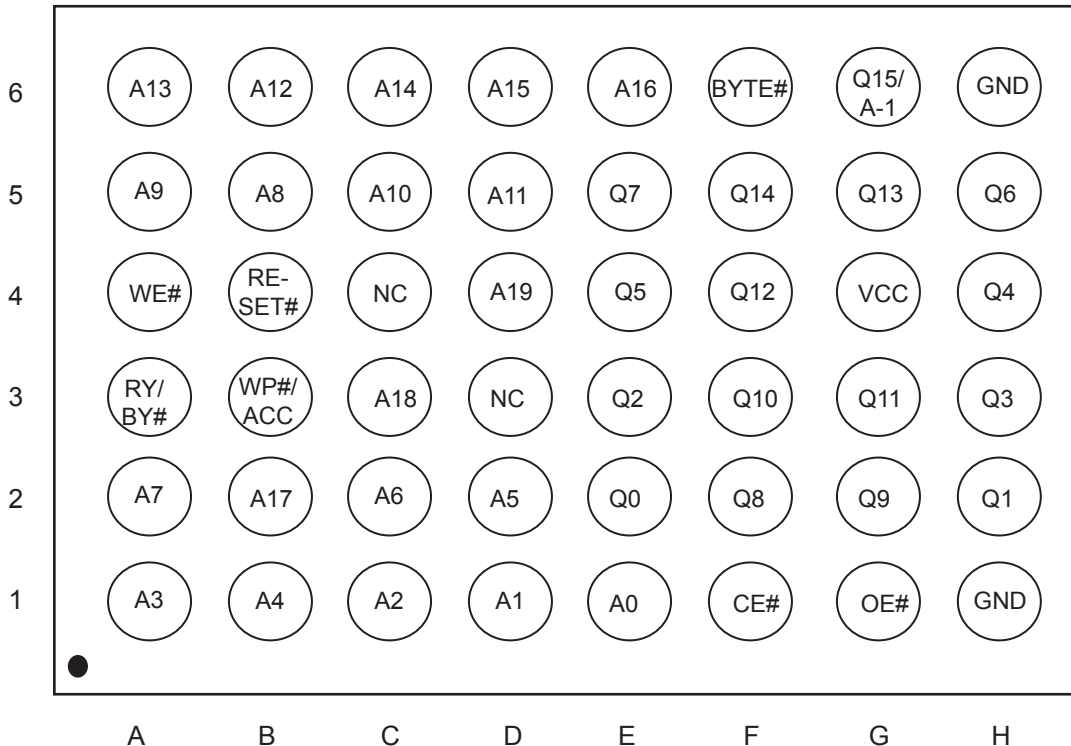 6 A13 A12 A14 A15 A16 BYTE# Q15/ A-1 GND
5 A9 A8 A10 A11 Q7 Q14 Q13 Q6
4 WE# RE- SET# NC A19 Q5 Q12 VCC Q4
3 RY/ BY# WP#/ ACC A18 NC Q2 Q10 Q11 Q3
2 A7 A17 A6 A5 Q0 Q8 Q9 Q1
1 A3 A4 A2 A1 A0 CE# OE# GND
A B C D E F G H